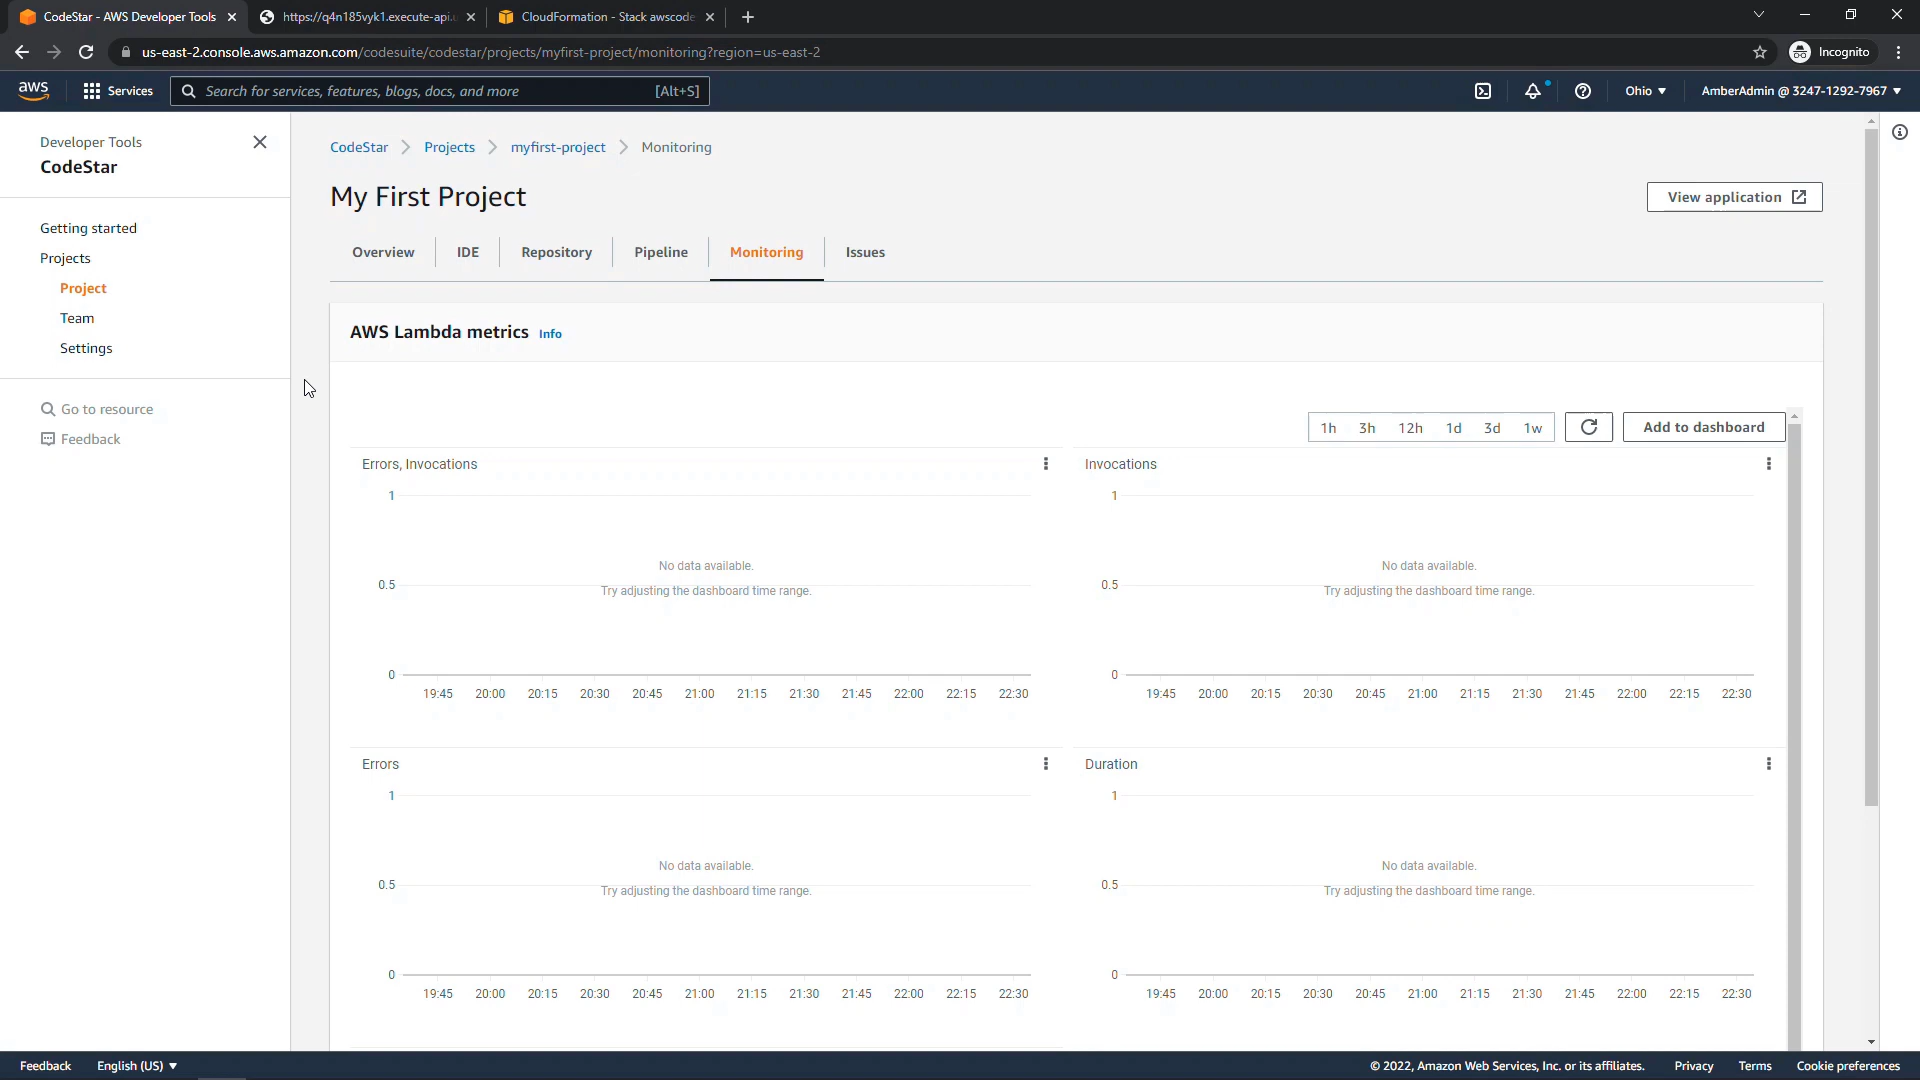 CodeStar - AWS Developer Tools
https://q4n185vyk1.execute-api.u
CloudFormation - Stack awscode
us-east-2.console.aws.amazon.com/codesuite/codestar/projects/myfirst-project/monitoring?region=us-east-2
Incognito
aws
Services
Search for services, features, blogs, docs, and more
[Alt+S]
Ohio
AmberAdmin @ 3247-1292-7967
Developer Tools
CodeStar
Getting started
Projects
Project
Team
Settings
Go to resource
Feedback
CodeStar
Projects
myfirst-project
Monitoring
My First Project
View application
Overview
IDE
Repository
Pipeline
Monitoring
Issues
AWS Lambda metrics Info
1h 3h 12h 1d 3d 1w
Add to dashboard
Errors, Invocations
1
No data available.
0.5
Try adjusting the dashboard time range.
0
19:45 20:00 20:15 20:30 20:45 21:00 21:15 21:30 21:45 22:00 22:15 22:30
Invocations
1
No data available.
0.5
Try adjusting the dashboard time range.
0
19:45 20:00 20:15 20:30 20:45 21:00 21:15 21:30 21:45 22:00 22:15 22:30
Errors
1
No data available.
0.5
Try adjusting the dashboard time range.
0
19:45 20:00 20:15 20:30 20:45 21:00 21:15 21:30 21:45 22:00 22:15 22:30
Duration
1
No data available.
0.5
Try adjusting the dashboard time range.
0
19:45 20:00 20:15 20:30 20:45 21:00 21:15 21:30 21:45 22:00 22:15 22:30
Feedback
English (US)
© 2022, Amazon Web Services, Inc. or its affiliates.
Privacy
Terms
Cookie preferences